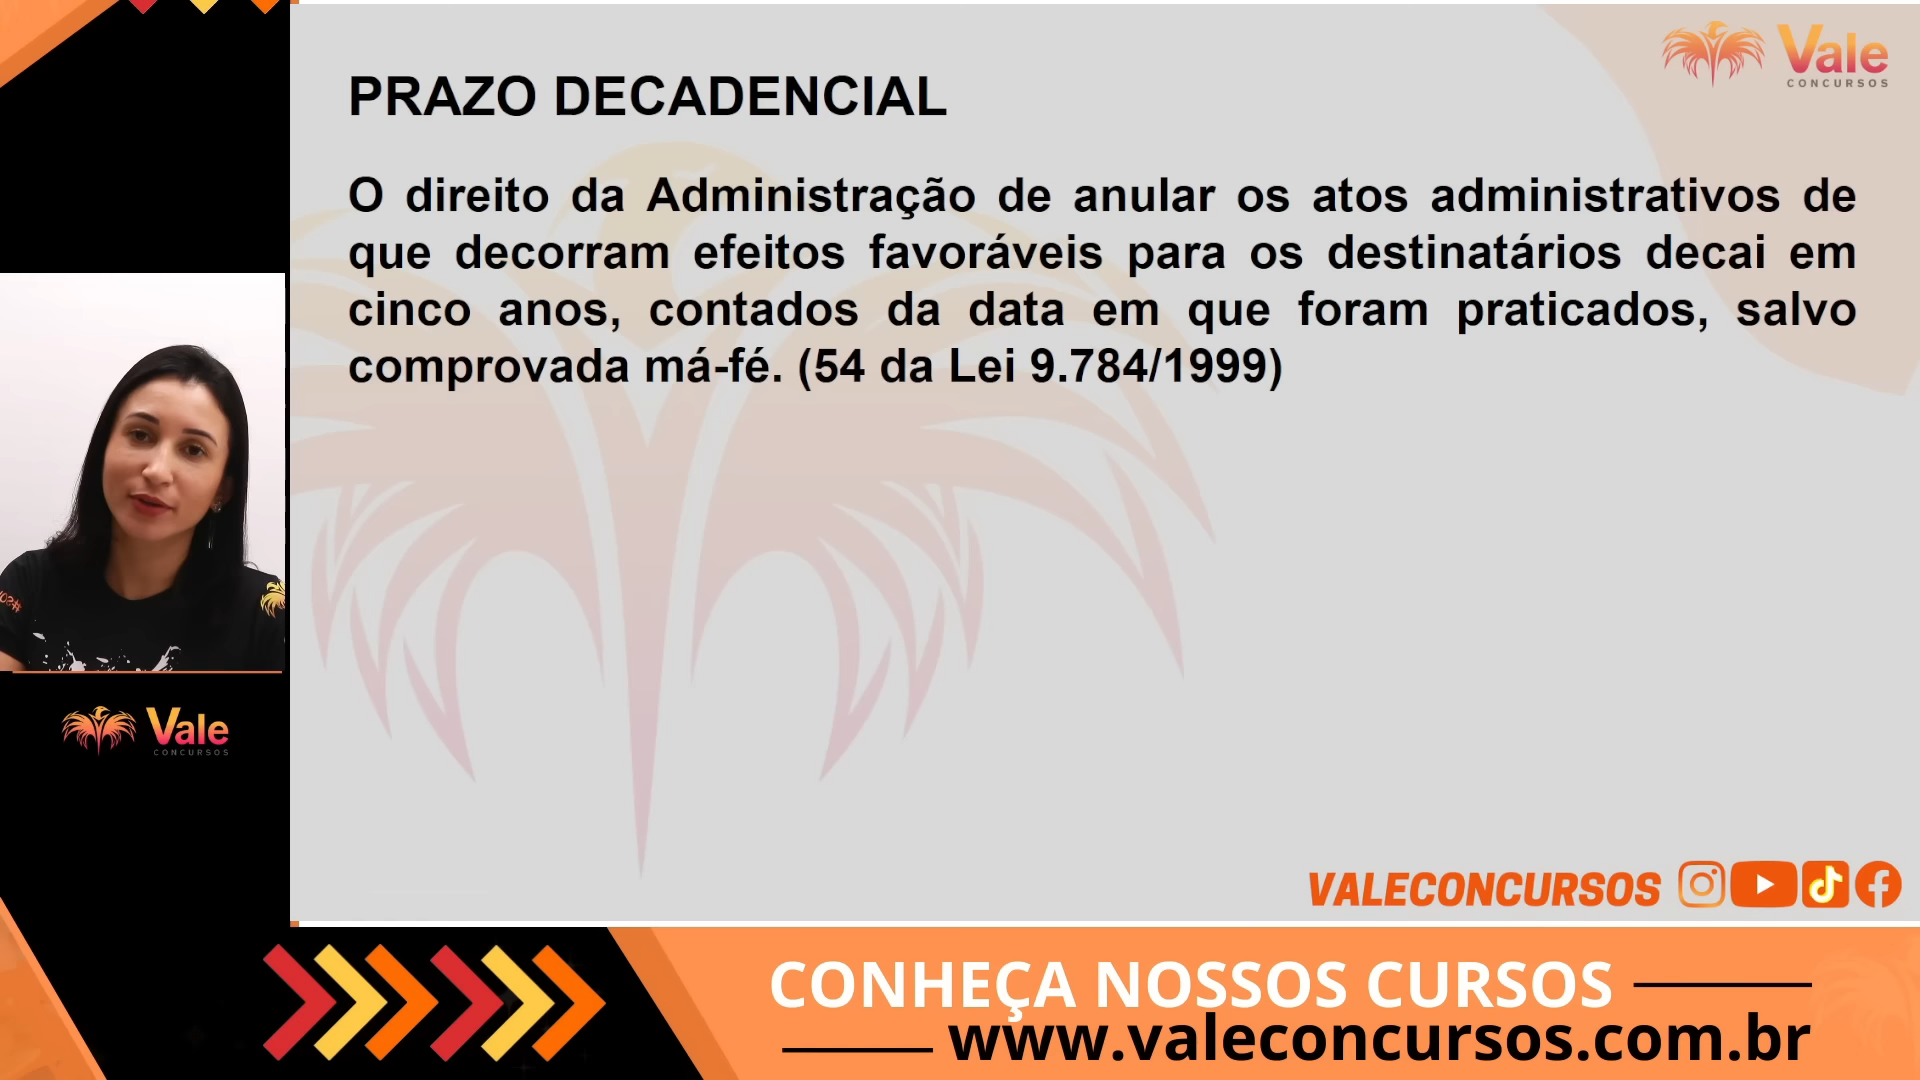 Vale
CONCURSOS
PRAZO DECADENCIAL
O direito da Administração de anular os atos administrativos de
que decorram efeitos favoráveis para os destinatários decai em
cinco anos, contados da data em que foram praticados, salvo
comprovada má-fé. (54 da Lei 9.784/1999)
Vale
CONCURSOS
VALECONCURSOS
CONHEÇA NOSSOS CURSOS
www.valeconcursos.com.br